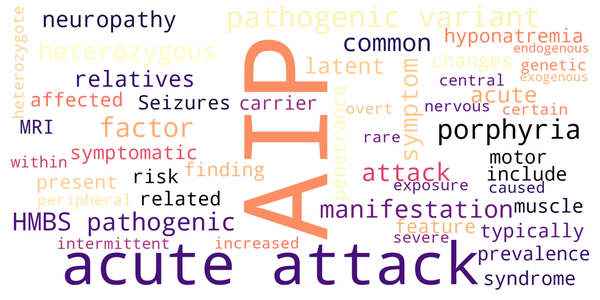 neuropathy
pathogenic variant
heterozygote
heterozygous
AIP
common
hyponatremia
endogenous
genetic
exogenous
relatives
latent
symptom
changes
central
acute
affected
Seizures
carrier
penetrance
overt
nervous
certain
MRI
factor
rare
porphyria
within
symptomatic
finding
attack
motor
include
present
risk
exposure
caused
muscle
peripheral
related
manifestation
HMBS pathogenic
feature
typically
intermittent
increased
severe
prevalence
acute attack
syndrome